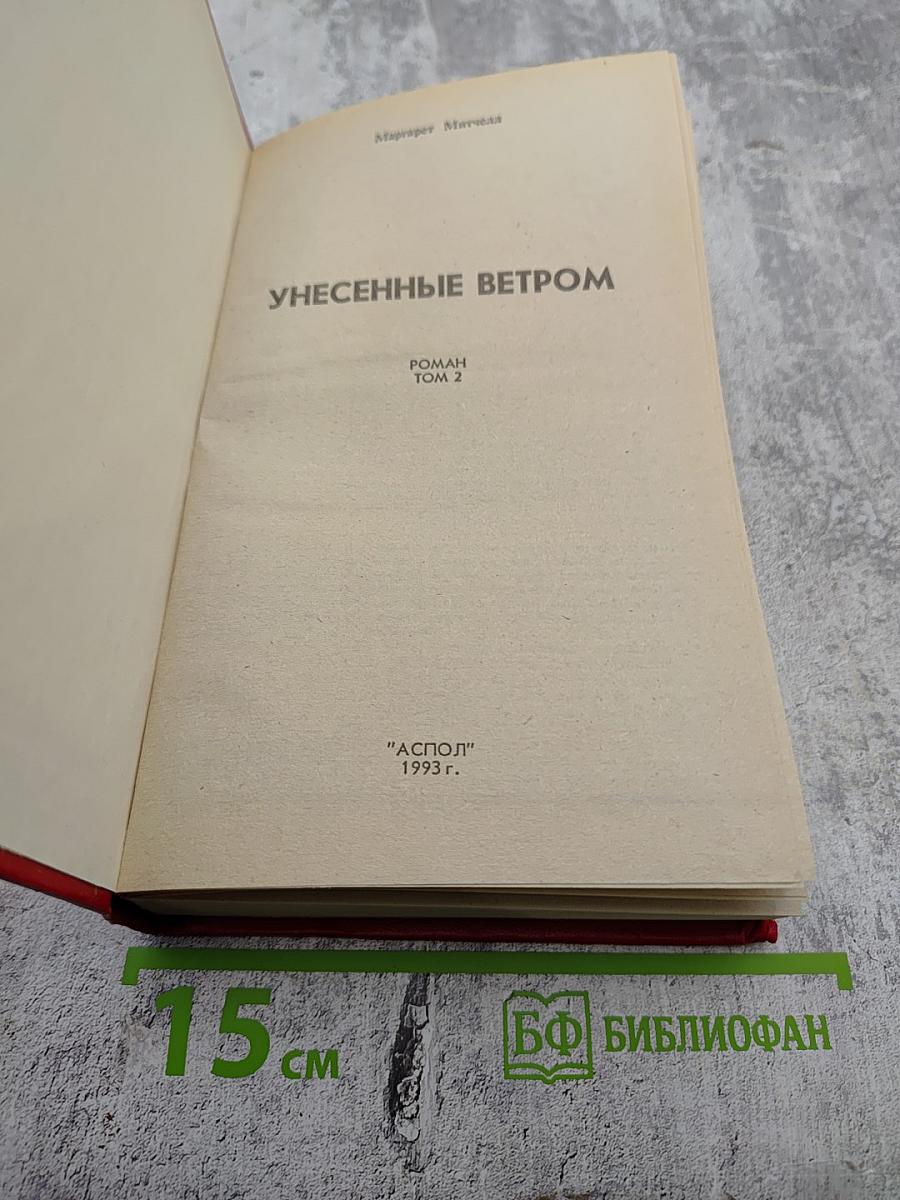 Маргарет Митчелл
УНЕСЕННЫЕ ВЕТРОМ
РОМАН
ТОМ 2
"АСПОЛ"
1993 г.
15 см
БФ БИБЛИОФАН